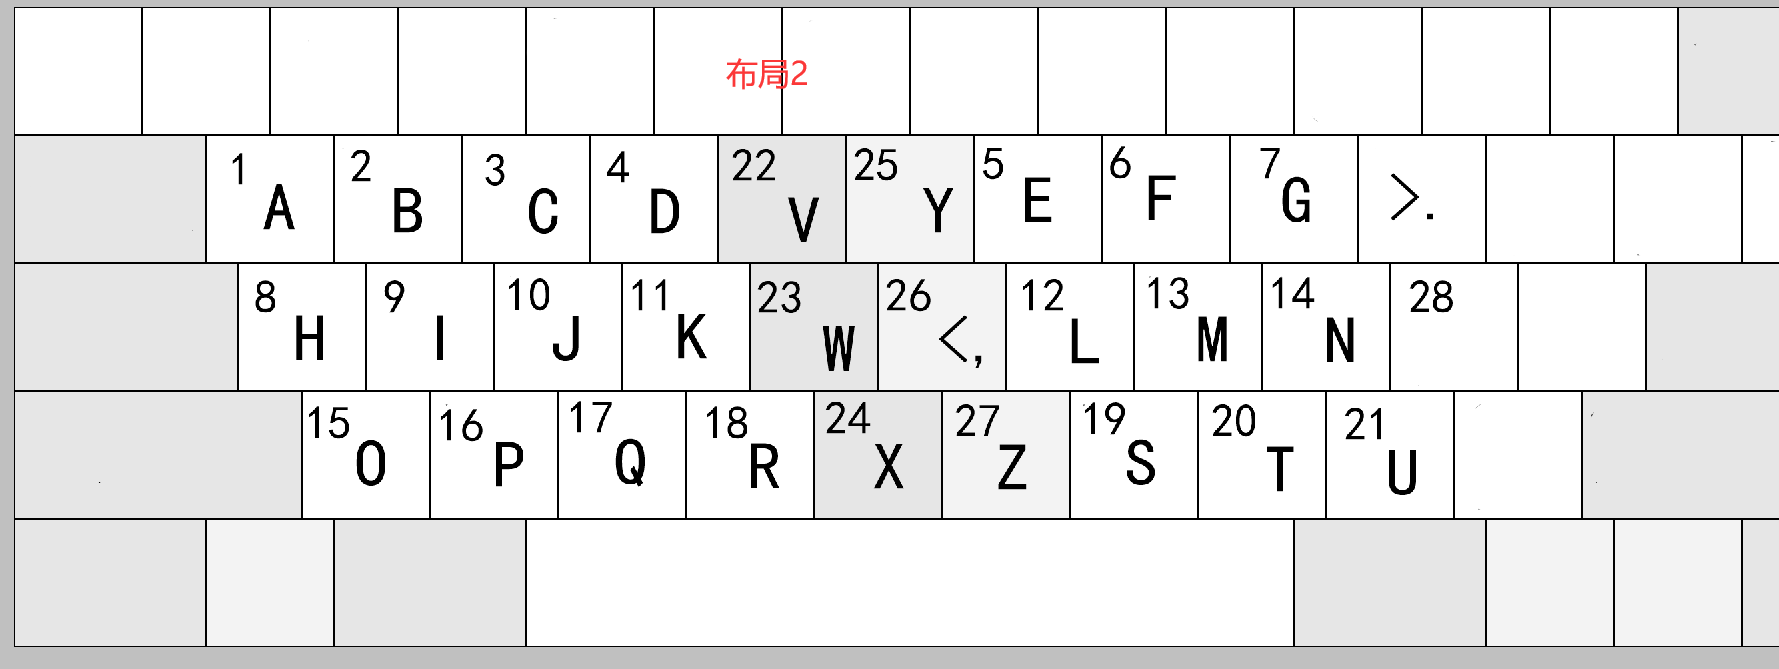 布局2
1 A 2 B 3 C 4 D 22 V 25 Y 5 E 6 F 7 G >.
8 H 9 I 10 J 11 K 23 W 26 <, 12 L 13 M 14 N 28
15 O 16 P 17 Q 18 R 24 X 27 Z 19 S 20 T 21 U